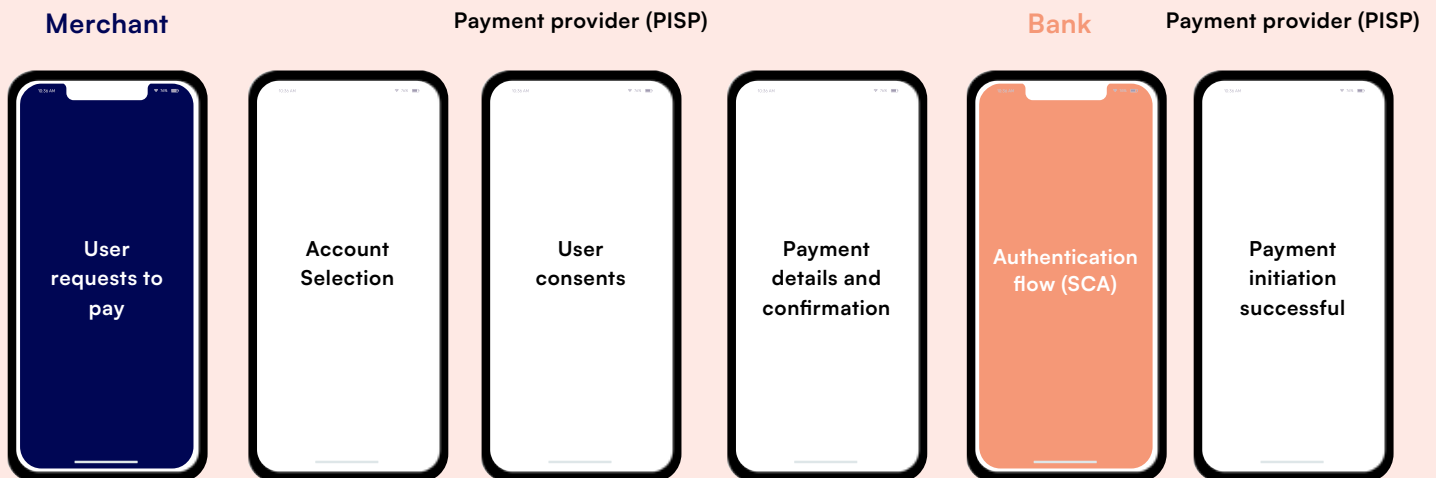 Merchant
Payment provider (PISP)
Bank
Payment provider (PISP)
User
requests to
pay
Account
Selection
User
consents
Payment
details and
confirmation
Authentication
flow (SCA)
Payment
initiation
successful